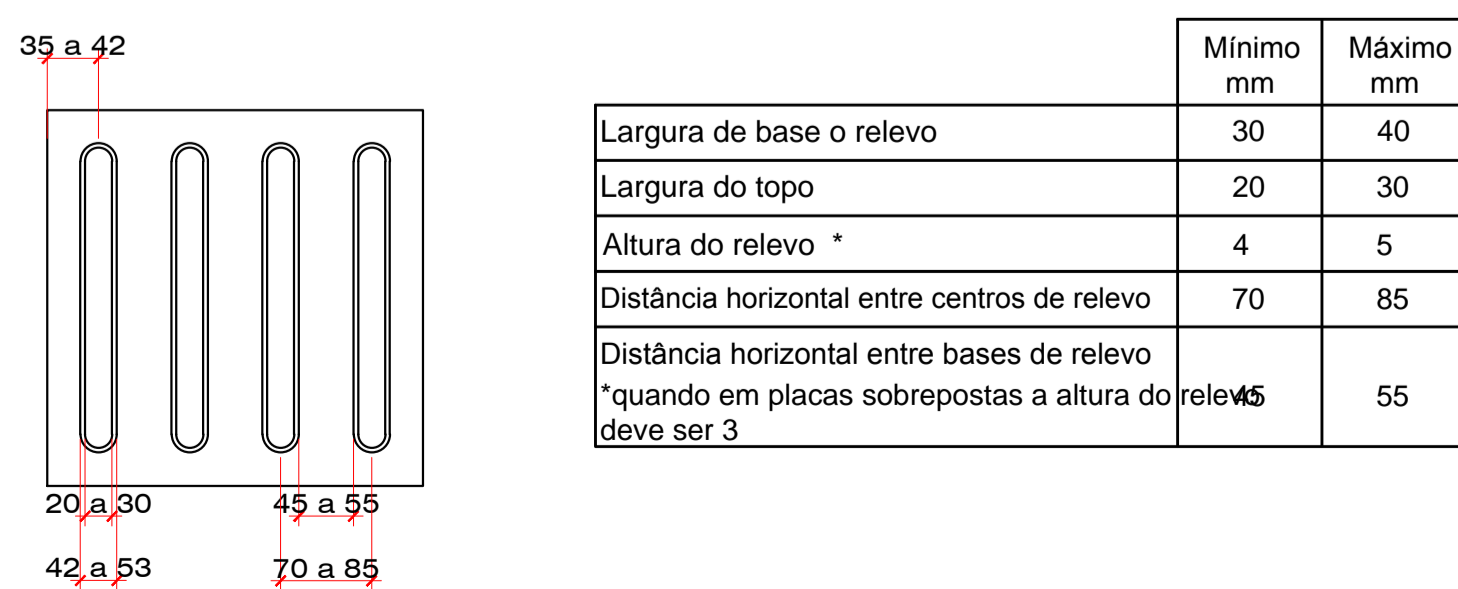 35 a 42
20 a 30
45 a 55
42 a 53
70 a 85
Mínimo Máximo
mm mm
Largura de base o relevo 30 40
Largura do topo 20 30
Altura do relevo * 4 5
Distância horizontal entre centros de relevo 70 85
Distância horizontal entre bases de relevo
*quando em placas sobrepostas a altura do relevo 45 55
deve ser 3